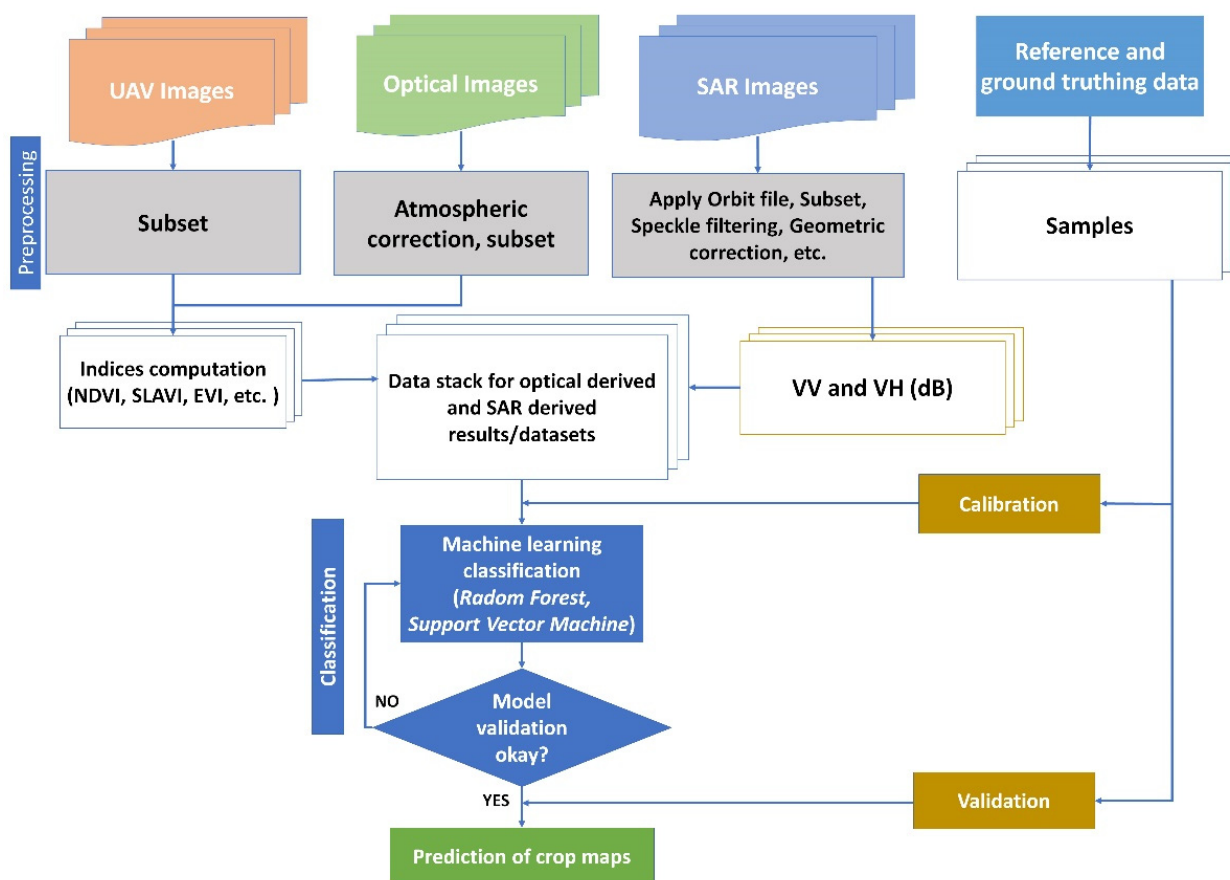 UAV Images
Optical Images
SAR Images
Reference and
ground truthing data
Preprocessing
Subset
Atmospheric
correction, subset
Apply Orbit file, Subset,
Speckle filtering, Geometric
correction, etc.
Samples
Indices computation
(NDVI, SLAVI, EVI, etc. )
Data stack for optical derived
and SAR derived
results/datasets
VV and VH (dB)
Calibration
Classification
Machine learning
classification
(Radom Forest,
Support Vector Machine)
NO
Model
validation
okay?
YES
Validation
Prediction of crop maps